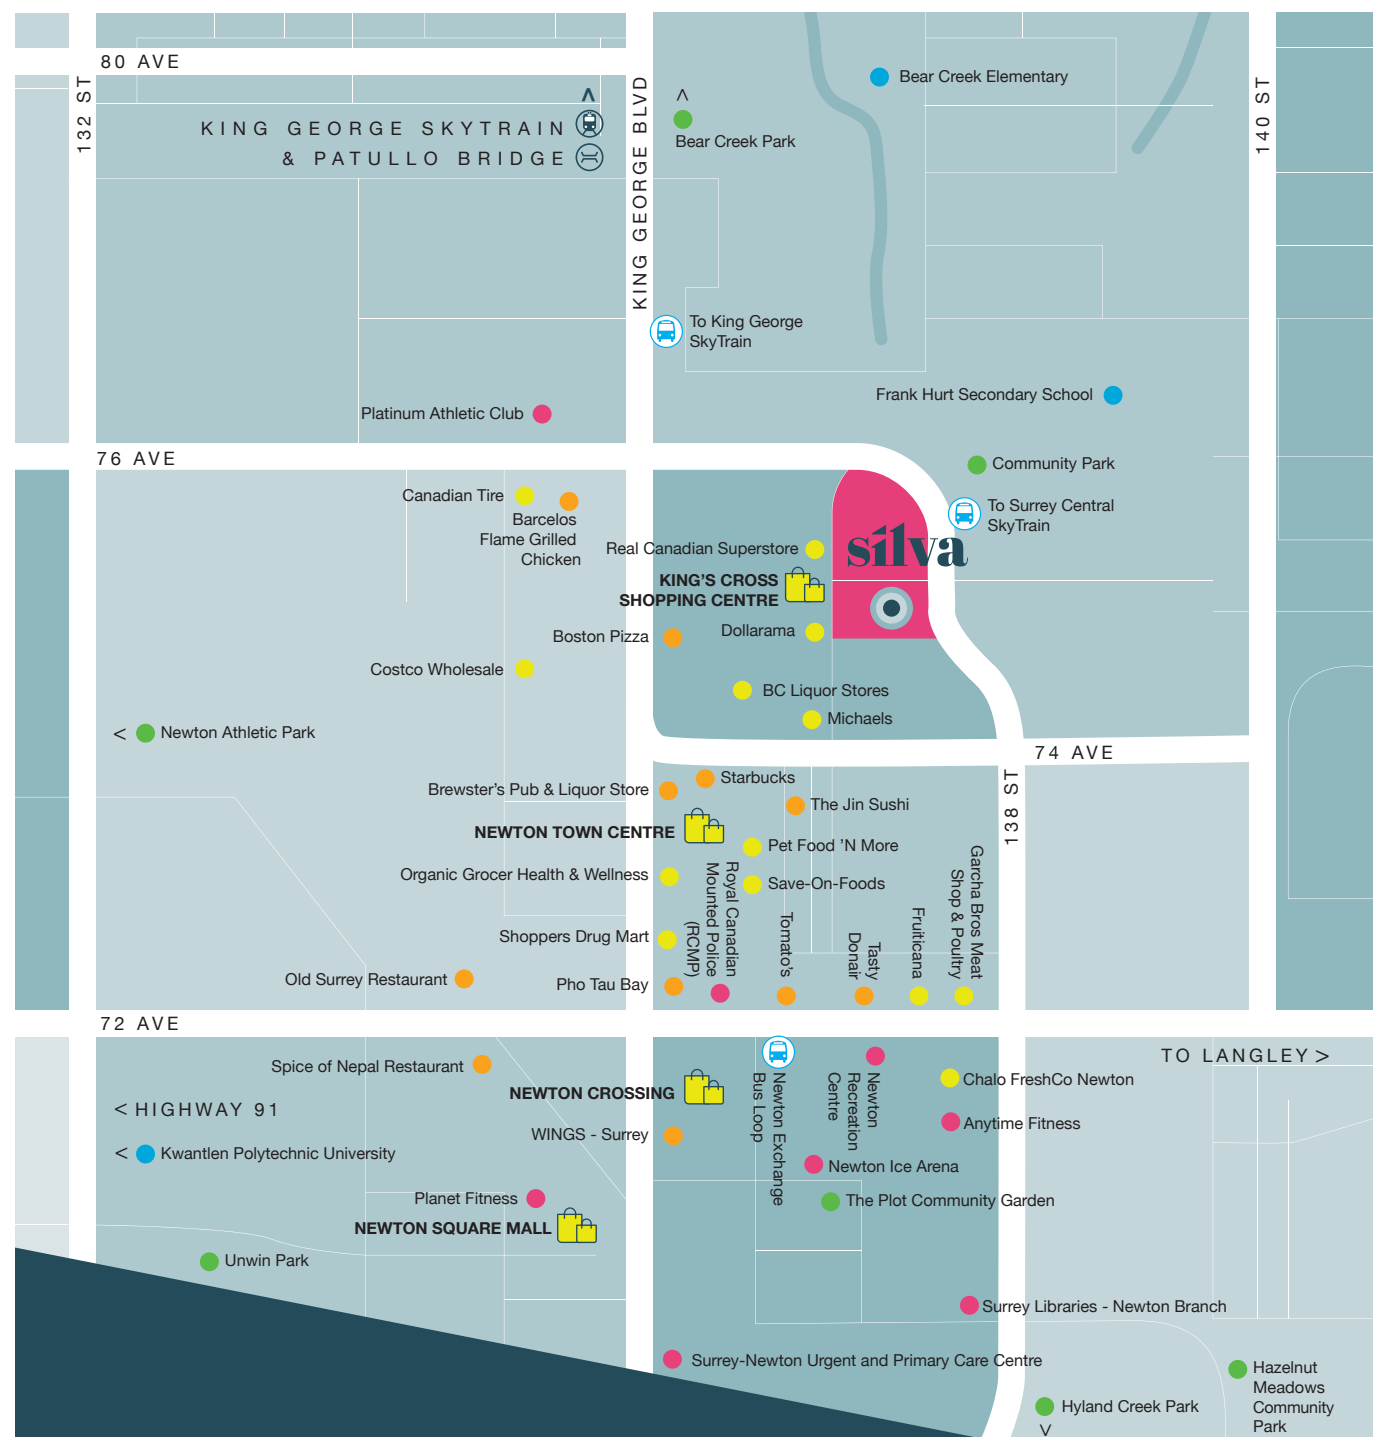 80 AVE
132 ST
KING GEORGE SKYTRAIN
& PATULLO BRIDGE
KING GEORGE BLVD
Bear Creek Park
Bear Creek Elementary
140 ST
To King George
SkyTrain
Platinum Athletic Club
Frank Hurt Secondary School
76 AVE
Community Park
Canadian Tire
Barcelos
Flame Grilled
Chicken
To Surrey Central
SkyTrain
silva
Real Canadian Superstore
KING'S CROSS
SHOPPING CENTRE
Boston Pizza
Dollarama
Costco Wholesale
BC Liquor Stores
Michaels
< Newton Athletic Park
74 AVE
138 ST
Starbucks
Brewster's Pub & Liquor Store
The Jin Sushi
NEWTON TOWN CENTRE
Pet Food 'N More
Organic Grocer Health & Wellness
Save-On-Foods
Royal Canadian
Mounted Police
(RCMP)
Tomato's
Tasty
Donair
Fruiticana
Garcha Bros Meat
Shop & Poultry
Shoppers Drug Mart
Old Surrey Restaurant
Pho Tau Bay
72 AVE
TO LANGLEY >
Spice of Nepal Restaurant
NEWTON CROSSING
Newton Exchange
Bus Loop
Newton
Recreation
Centre
Chalo FreshCo Newton
< HIGHWAY 91
Anytime Fitness
WINGS - Surrey
< Kwantlen Polytechnic University
Newton Ice Arena
Planet Fitness
The Plot Community Garden
NEWTON SQUARE MALL
Unwin Park
Surrey Libraries - Newton Branch
Surrey-Newton Urgent and Primary Care Centre
Hazelnut
Meadows
Community
Park
Hyland Creek Park